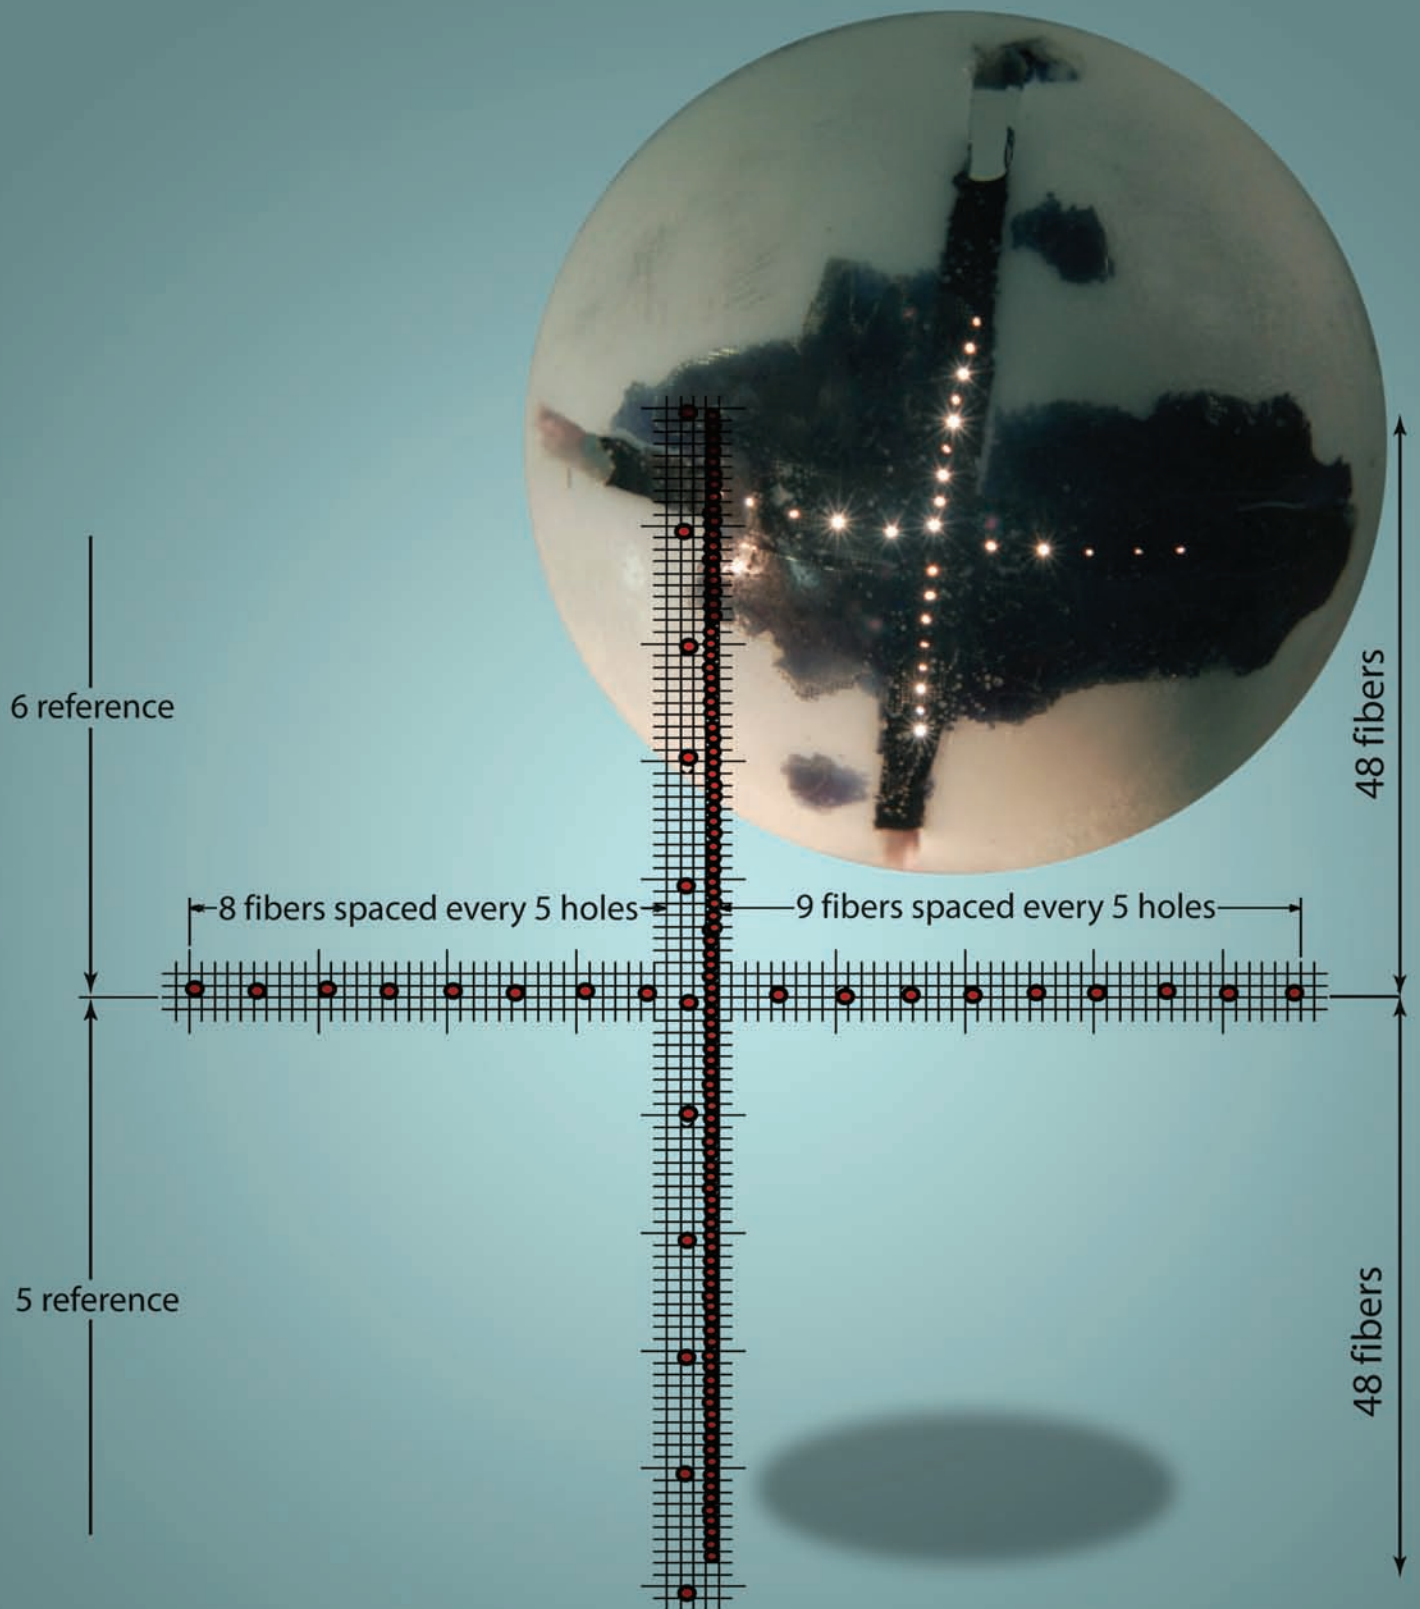 6 reference
48 fibers
8 fibers spaced every 5 holes
9 fibers spaced every 5 holes
5 reference
48 fibers